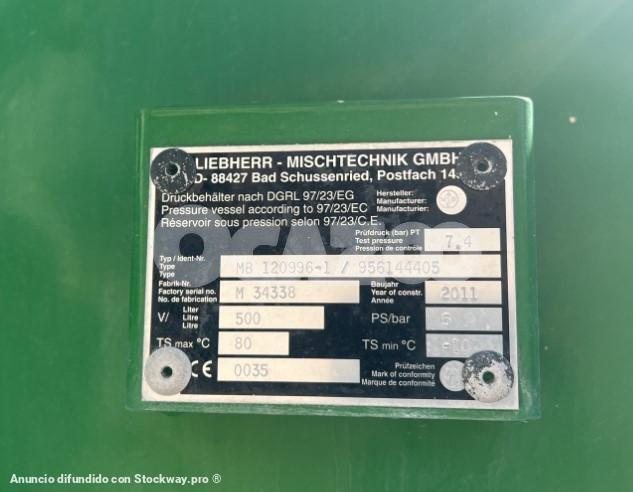 LIEBHERR - MISCHTECHNIK GMBH
D- 88427 Bad Schussenried, Postfach 14
Druckbehälter nach DGRL 97/23/EG
Pressure vessel according to 97/23/EC
Réservoir sous pression selon 97/23/C.E.
Hersteller:
Manufacturer:
Manufacturier:
Prüfdruck (bar) PT
Test pressure
Pression de contrôle
7,4
Typ / Ident-Nr.
Type
Type
MB 120996-1 / 956144405
Fabrik-Nr.
Factory serial no.
No. de fabrication
M 34338
Baujahr
Year of constr.
Année
2011
V/ Liter
Litre
Litre
500
PS/bar
TS max °C 80
TS min °C -10
CE 0035
Prüfzeichen
Mark of conformity
Marque de conformité
Anuncio difundido con Stockway.pro ®